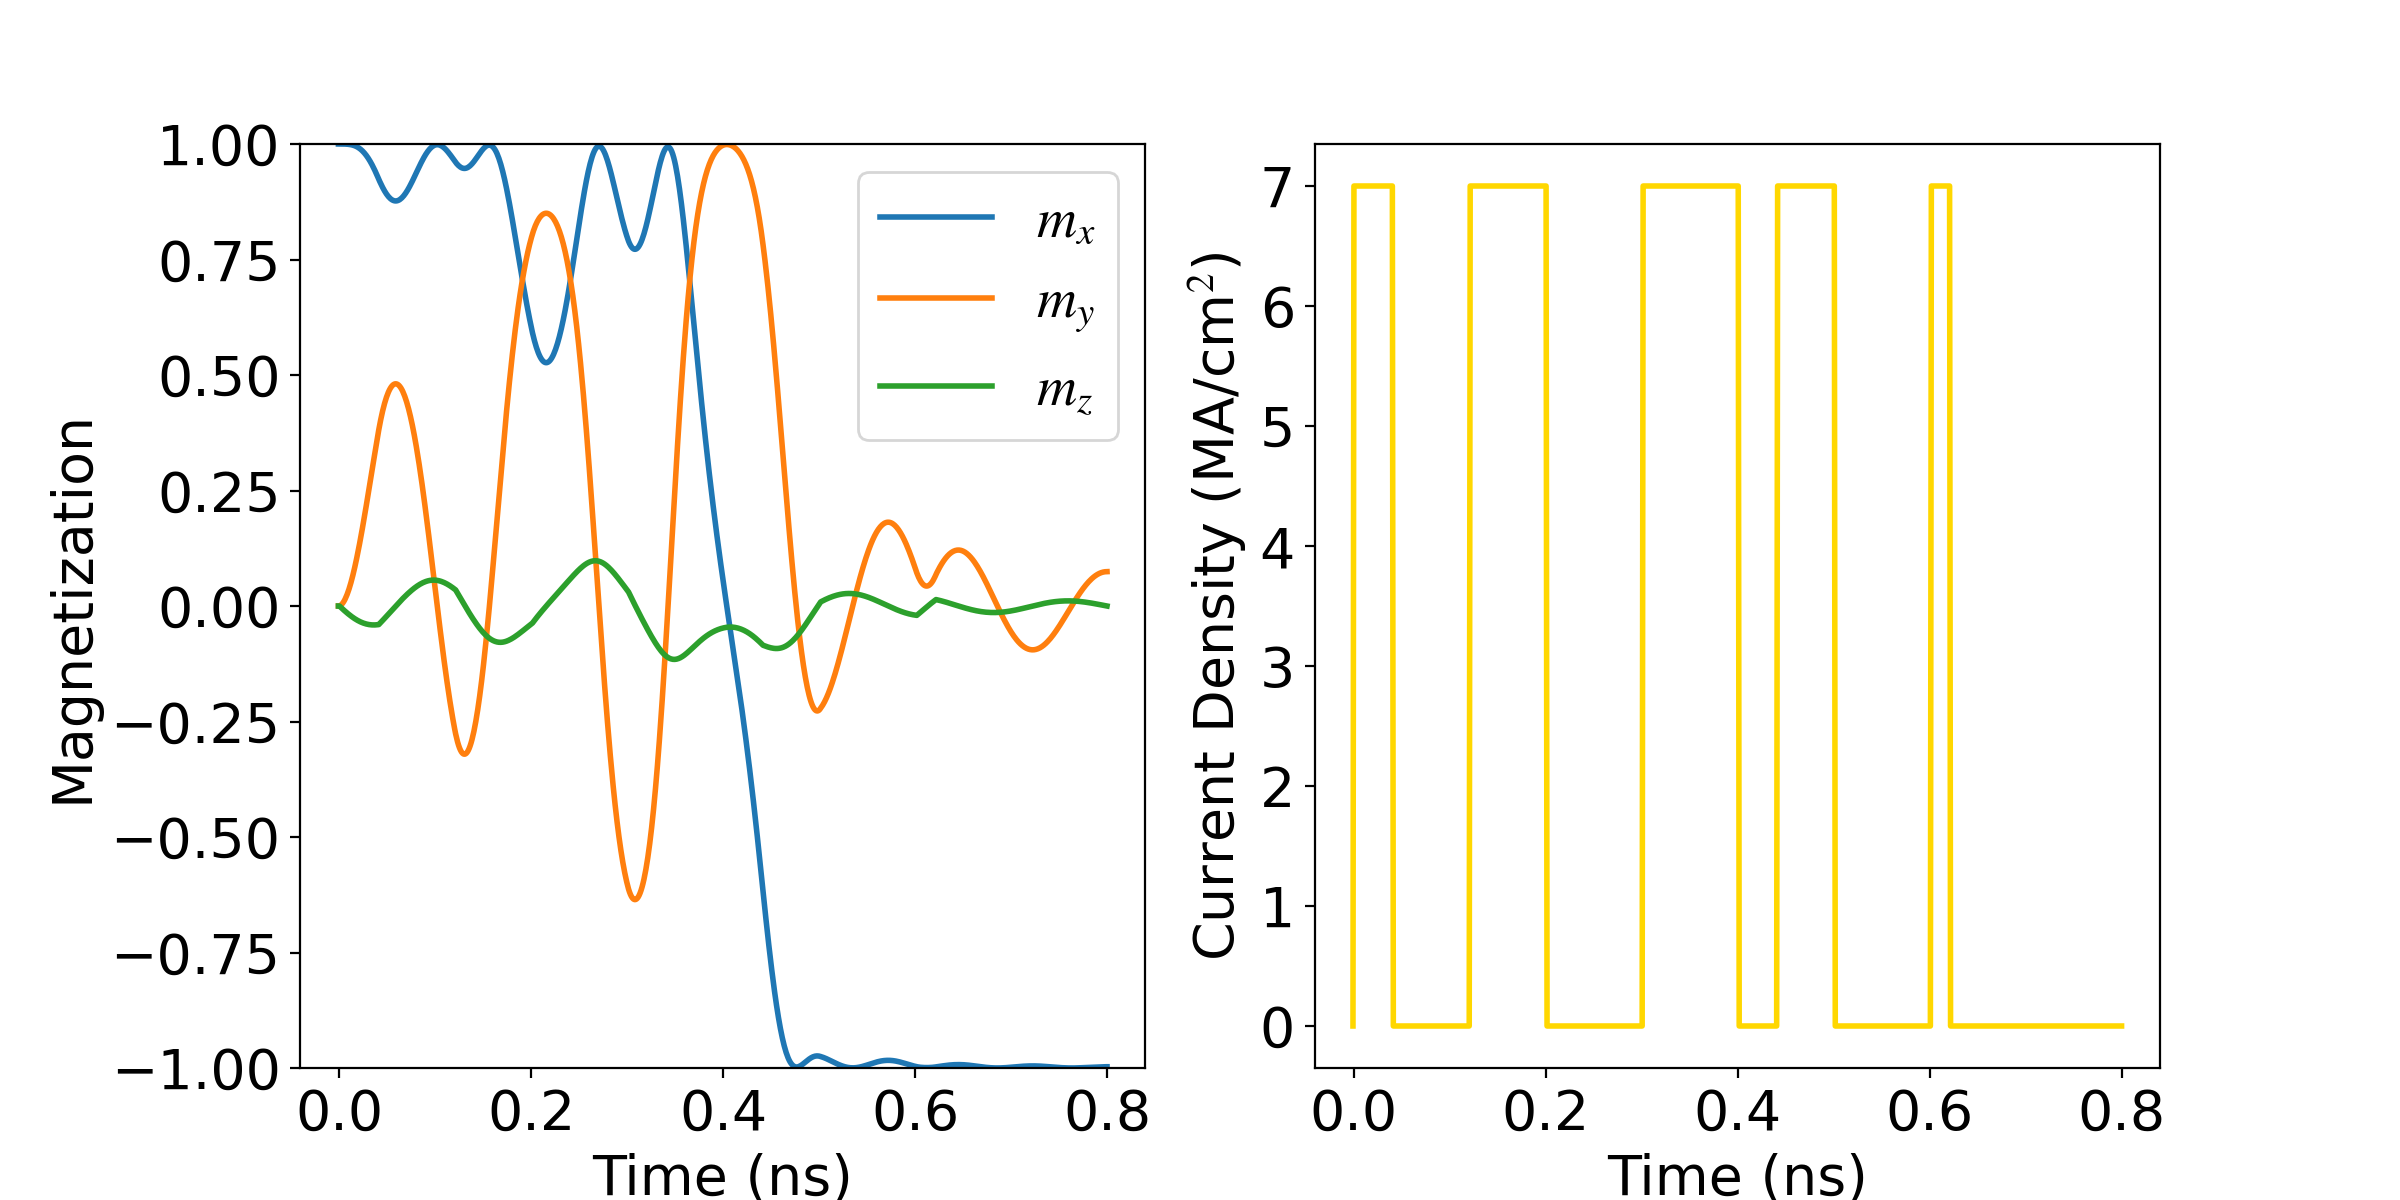 1.00
0.75
0.50
0.25
0.00
−0.25
−0.50
−0.75
−1.00
0.0 0.2 0.4 0.6 0.8
Time (ns)
Magnetization
m_x
m_y
m_z
7
6
5
4
3
2
1
0
0.0 0.2 0.4 0.6 0.8
Time (ns)
Current Density (MA/cm²)